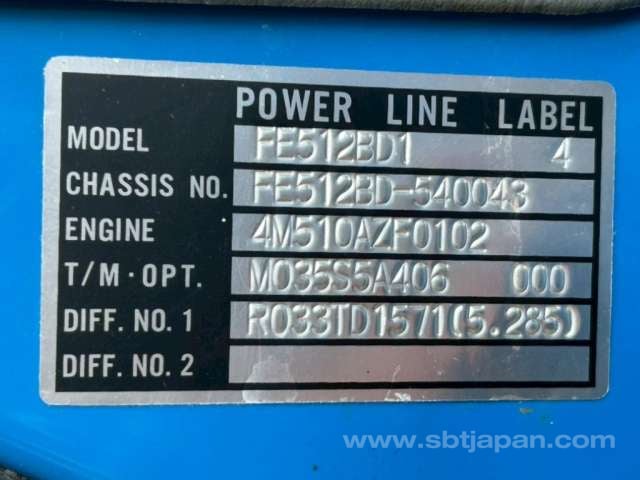 POWER LINE LABEL
MODEL FE512BD1 4
CHASSIS NO. FE512BD-540043
ENGINE 4M510AZF0102
T/M·OPT. M035S5A406 000
DIFF. NO. 1 R033TD1571(5.285)
DIFF. NO. 2
www.sbtjapan.com